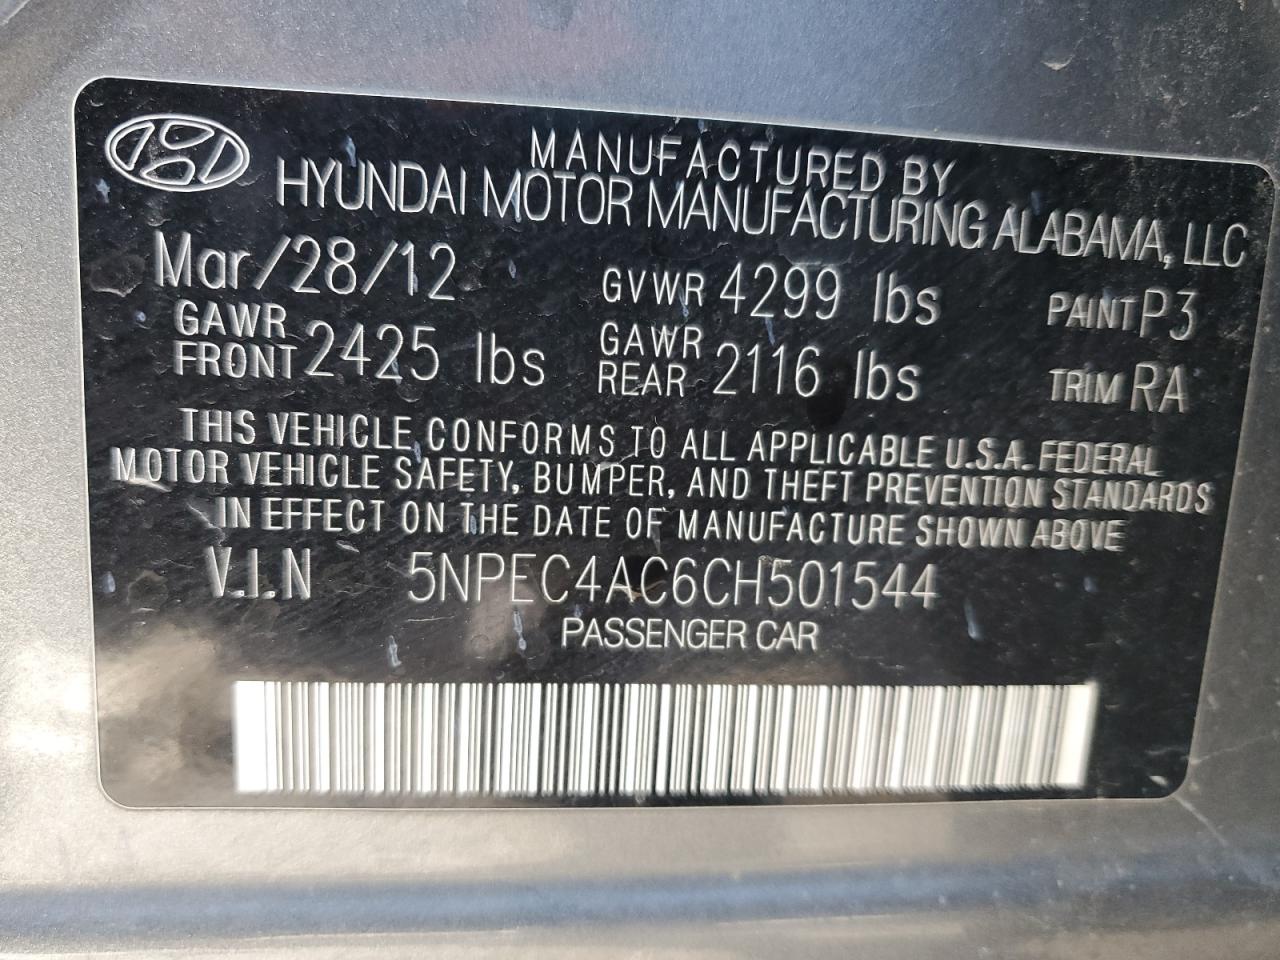 MANUFACTURED BY
HYUNDAI MOTOR MANUFACTURING ALABAMA, LLC
Mar/28/12 GVWR 4299 lbs PAINT P3
GAWR FRONT 2425 lbs GAWR REAR 2116 lbs TRIM RA
THIS VEHICLE CONFORMS TO ALL APPLICABLE U.S.A. FEDERAL
MOTOR VEHICLE SAFETY, BUMPER, AND THEFT PREVENTION STANDARDS
IN EFFECT ON THE DATE OF MANUFACTURE SHOWN ABOVE
V.I.N 5NPEC4AC6CH501544
PASSENGER CAR